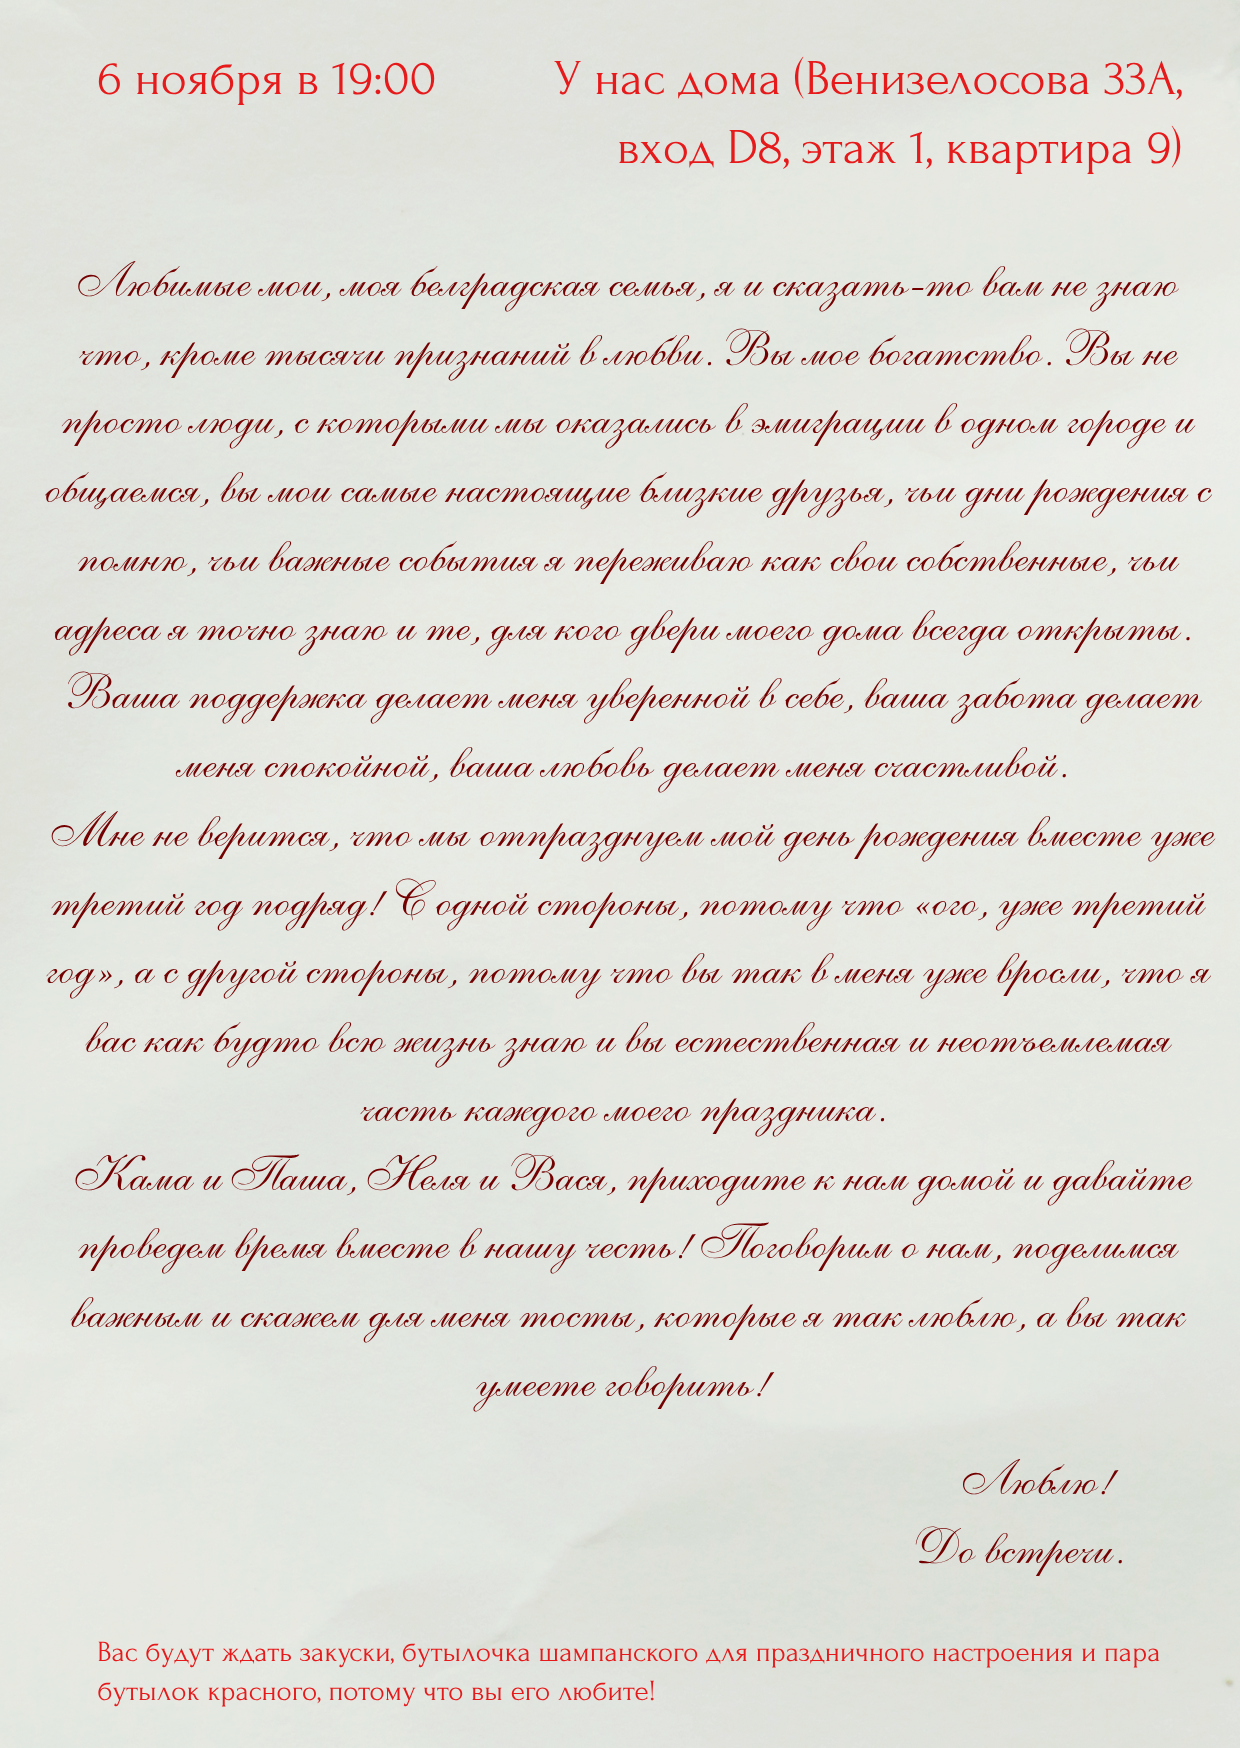 6 ноября в 19:00
У нас дома (Венизелосова 33А,
вход D8, этаж 1, квартира 9)
Любимые мои, моя белградская семья, я и сказать-то вам не знаю
что, кроме тысячи признаний в любви. Вы мое богатство. Вы не
просто люди, с которыми мы оказались в эмиграции в одном городе и
общаемся, вы мои самые настоящие близкие друзья, чьи дни рождения с
помню, чьи важные события я переживаю как свои собственные, чьи
адреса я точно знаю и те, для кого двери моего дома всегда открыты.
Ваша поддержка делает меня уверенной в себе, ваша забота делает
меня спокойной, ваша любовь делает меня счастливой.
Мне не верится, что мы отпразднуем мой день рождения вместе уже
третий год подряд! С одной стороны, потому что «ого, уже третий
год», а с другой стороны, потому что вы так в меня уже вросли, что я
вас как будто всю жизнь знаю и вы естественная и неотъемлемая
часть каждого моего праздника.
Кама и Паша, Неля и Вася, приходите к нам домой и давайте
проведем время вместе в нашу честь! Поговорим о нам, поделимся
важным и скажем для меня тосты, которые я так люблю, а вы так
умеете говорить!
Люблю!
До встречи.
Вас будут ждать закуски, бутылочка шампанского для праздничного настроения и пара
бутылок красного, потому что вы его любите!